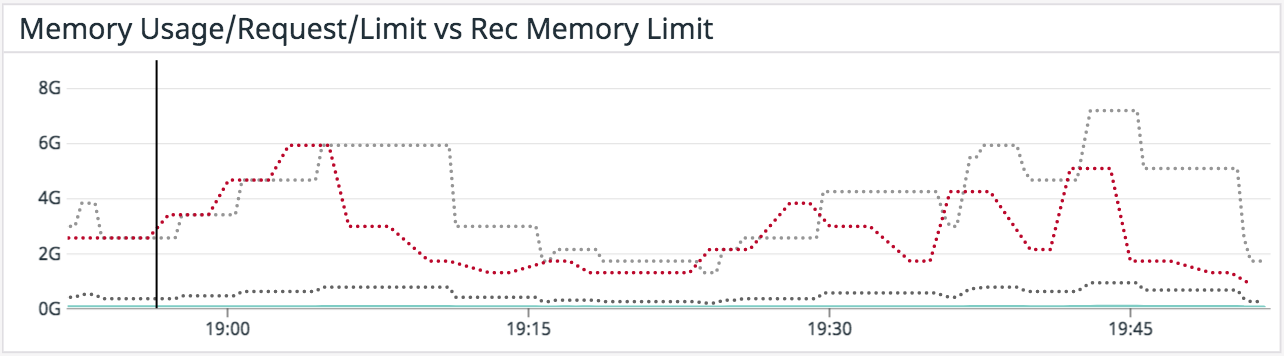 Memory Usage/Request/Limit vs Rec Memory Limit
8G
6G
4G
2G
0G
19:00 19:15 19:30 19:45